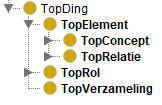 TopDing
TopElement
TopConcept
TopRelatie
TopRol
TopVerzameling